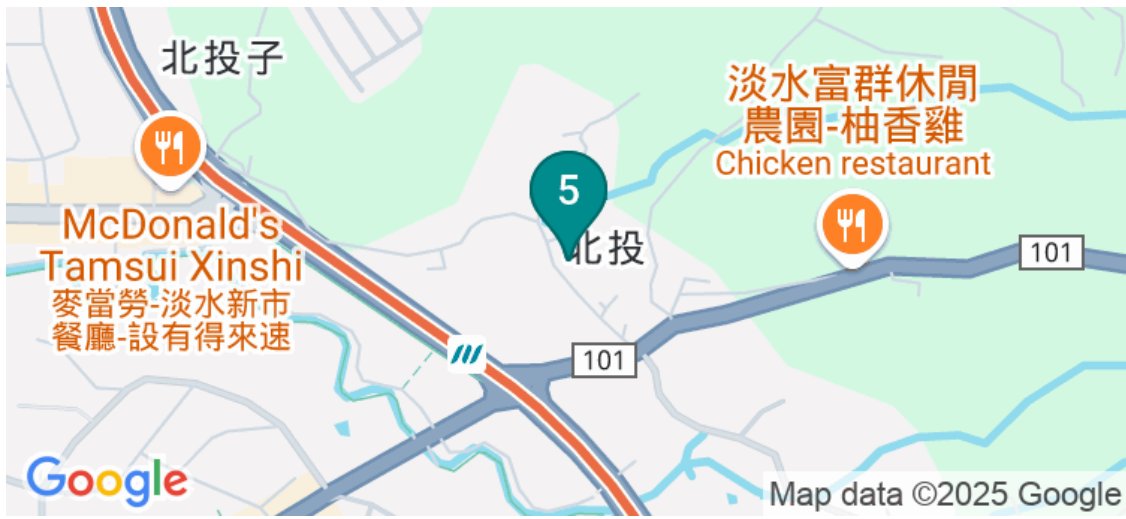 北投子
淡水富群休閒
農園-柚香雞
Chicken restaurant
5
McDonald's
Tamsui Xinshi
麥當勞-淡水新市
餐廳-設有得來速
北投
101
101
Google
Map data ©2025 Google